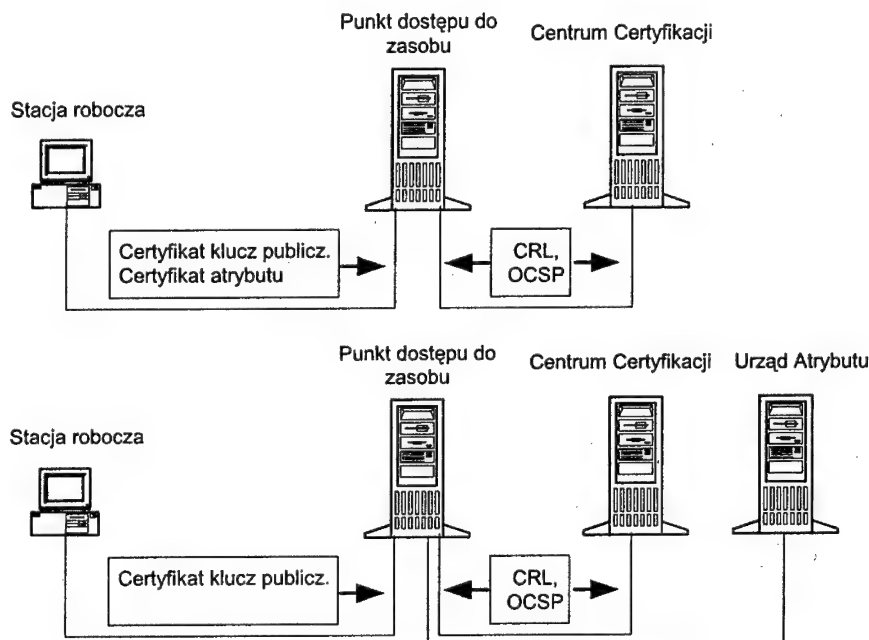 Punkt dostępu do
zasobu
Centrum Certyfikacji
Stacja robocza
Certyfikat klucz publicz.
Certyfikat atrybutu
CRL,
OCSP
Punkt dostępu do
zasobu
Centrum Certyfikacji
Urząd Atrybutu
Stacja robocza
Certyfikat klucz publicz.
CRL,
OCSP